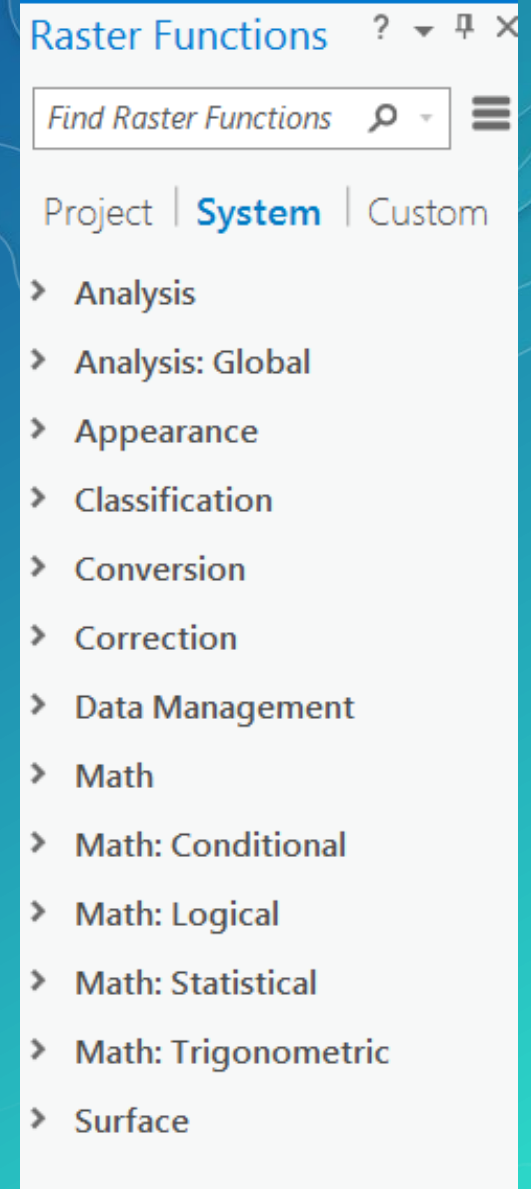 Raster Functions ?
Find Raster Functions
Project System Custom
Analysis
Analysis: Global
Appearance
Classification
Conversion
Correction
Data Management
Math
Math: Conditional
Math: Logical
Math: Statistical
Math: Trigonometric
Surface